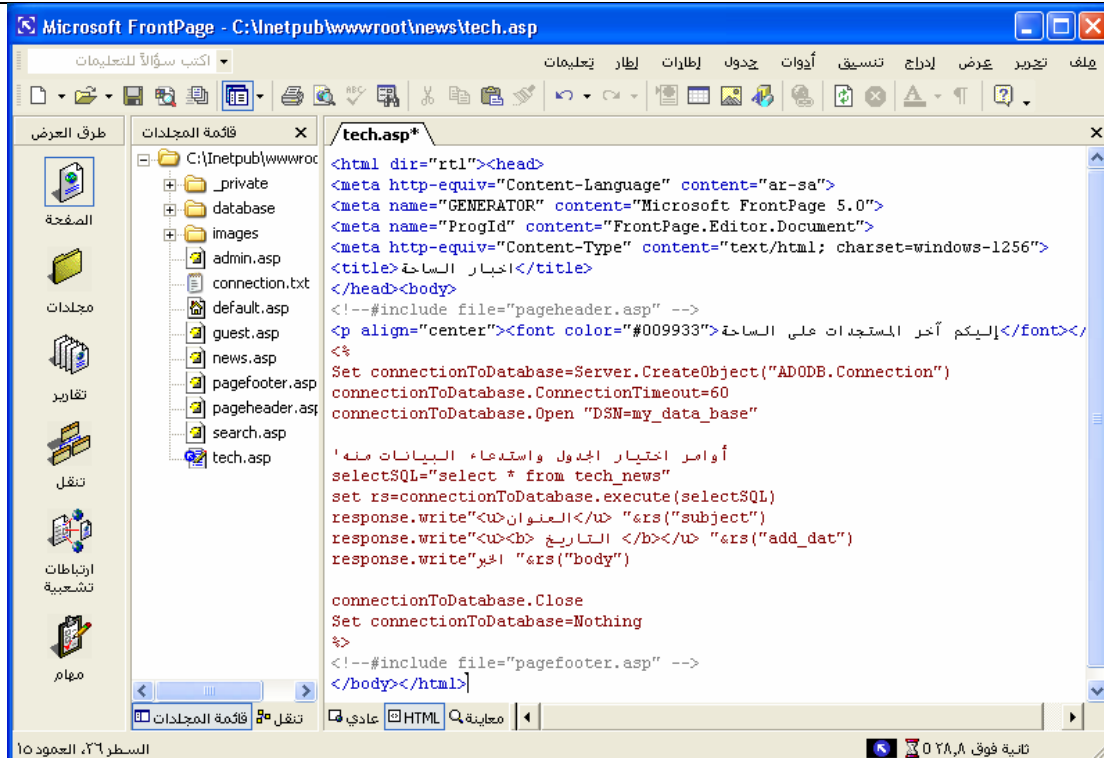 Microsoft FrontPage - C:\Inetpub\wwwroot\news\tech.asp
ملف تحرير عرض إدراج تنسيق أدوات جدول إطارات إطار تعليمات
اكتب سؤالاً للتعليمات
طرق العرض
الصفحة
مجلدات
تقارير
تنقل
ارتباطات
تشعبية
مهام
قائمة المجلدات
C:\Inetpub\wwwroo
_private
database
images
admin.asp
connection.txt
default.asp
guest.asp
news.asp
pagefooter.asp
pageheader.asp
search.asp
tech.asp
تنقل قائمة المجلدات
tech.asp*
<html dir="rtl"><head>
<meta http-equiv="Content-Language" content="ar-sa">
<meta name="GENERATOR" content="Microsoft FrontPage 5.0">
<meta name="ProgId" content="FrontPage.Editor.Document">
<meta http-equiv="Content-Type" content="text/html; charset=windows-1256">
<title>اخبار الساحة</title>
</head><body>
<!--#include file="pageheader.asp" -->
<p align="center"><font color="#009933">إليكم آخر المستجدات على الساحة</font></
<%
Set connectionToDatabase=Server.CreateObject("ADODB.Connection")
connectionToDatabase.ConnectionTimeout=60
connectionToDatabase.Open "DSN=my_data_base"
'أوامر اختيار الجدول واستدعاء البيانات منه
selectSQL="select * from tech_news"
set rs=connectionToDatabase.execute(selectSQL)
response.write"<u>العنوان</u> "&rs("subject")
response.write"<u><b> التاريخ </b></u> "&rs("add_dat")
response.write"الخبر "&rs("body")
connectionToDatabase.Close
Set connectionToDatabase=Nothing
%>
<!--#include file="pagefooter.asp" -->
</body></html>
عادي HTML معاينة
السطر ٢٦، العمود ١٥
0 ثانية فوق ٢٨,٨